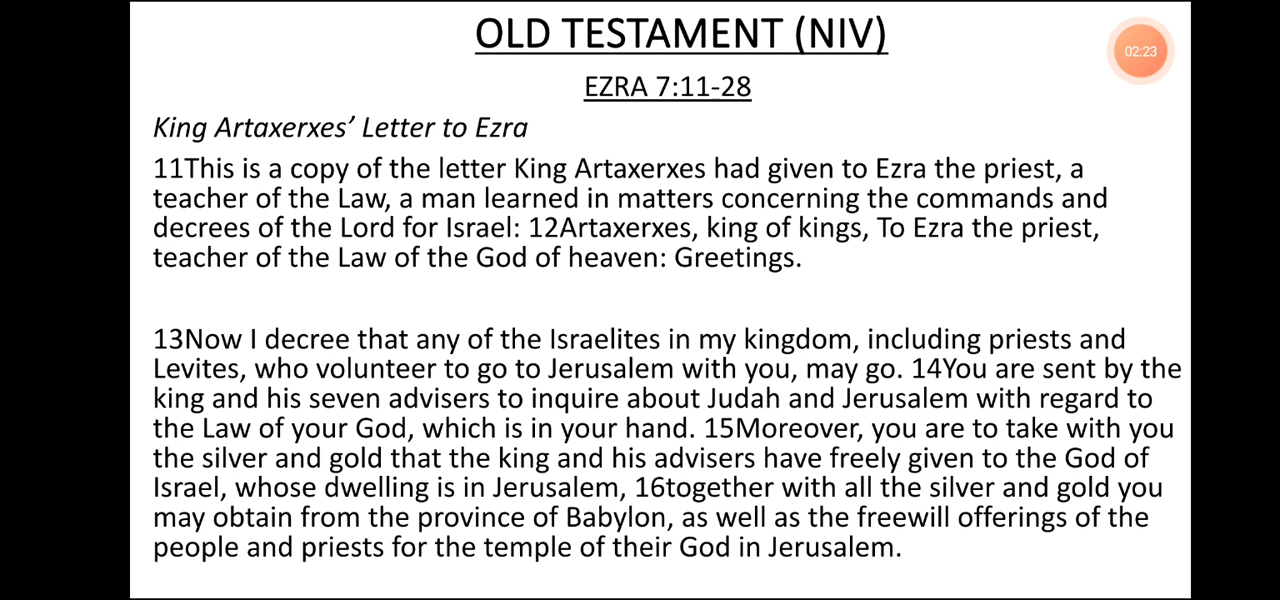 OLD TESTAMENT (NIV)
02:23
EZRA 7:11-28
King Artaxerxes’ Letter to Ezra
11This is a copy of the letter King Artaxerxes had given to Ezra the priest, a
teacher of the Law, a man learned in matters concerning the commands and
decrees of the Lord for Israel: 12Artaxerxes, king of kings, To Ezra the priest,
teacher of the Law of the God of heaven: Greetings.
13Now I decree that any of the Israelites in my kingdom, including priests and
Levites, who volunteer to go to Jerusalem with you, may go. 14You are sent by the
king and his seven advisers to inquire about Judah and Jerusalem with regard to
the Law of your God, which is in your hand. 15Moreover, you are to take with you
the silver and gold that the king and his advisers have freely given to the God of
Israel, whose dwelling is in Jerusalem, 16together with all the silver and gold you
may obtain from the province of Babylon, as well as the freewill offerings of the
people and priests for the temple of their God in Jerusalem.